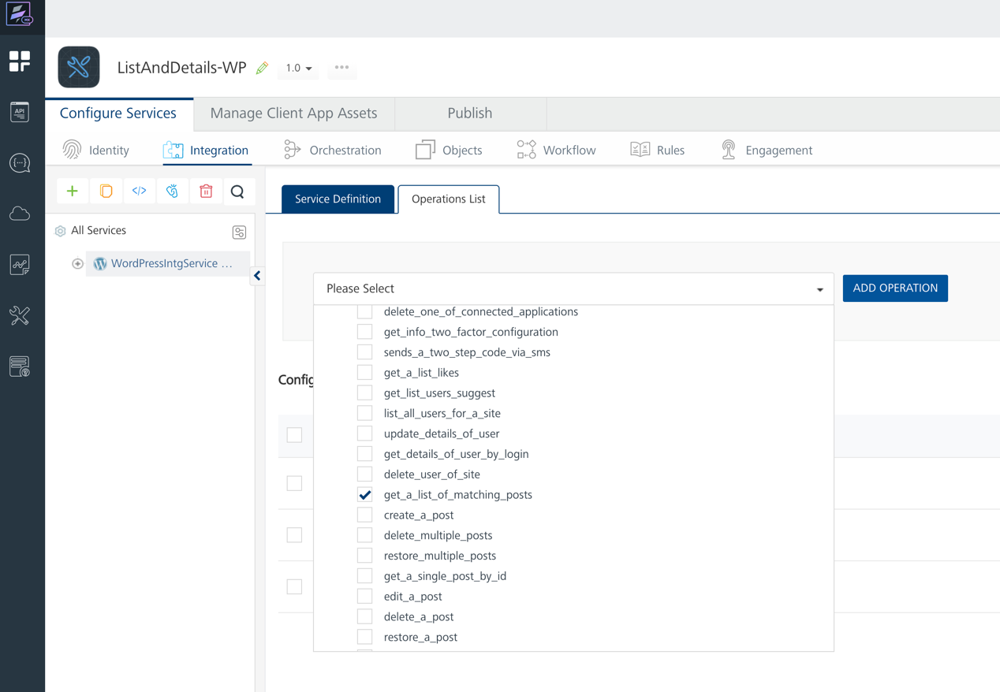 ListAndDetails-WP
1.0
Configure Services
Manage Client App Assets
Publish
API
Identity
Integration
Orchestration
Objects
Workflow
Rules
Engagement
Service Definition
Operations List
All Services
WordPressIntgService ...
Please Select
ADD OPERATION
delete_one_of_connected_applications
get_info_two_factor_configuration
sends_a_two_step_code_via_sms
get_a_list_likes
Config
get_list_users_suggest
list_all_users_for_a_site
update_details_of_user
get_details_of_user_by_login
delete_user_of_site
get_a_list_of_matching_posts
create_a_post
delete_multiple_posts
restore_multiple_posts
get_a_single_post_by_id
edit_a_post
delete_a_post
restore_a_post